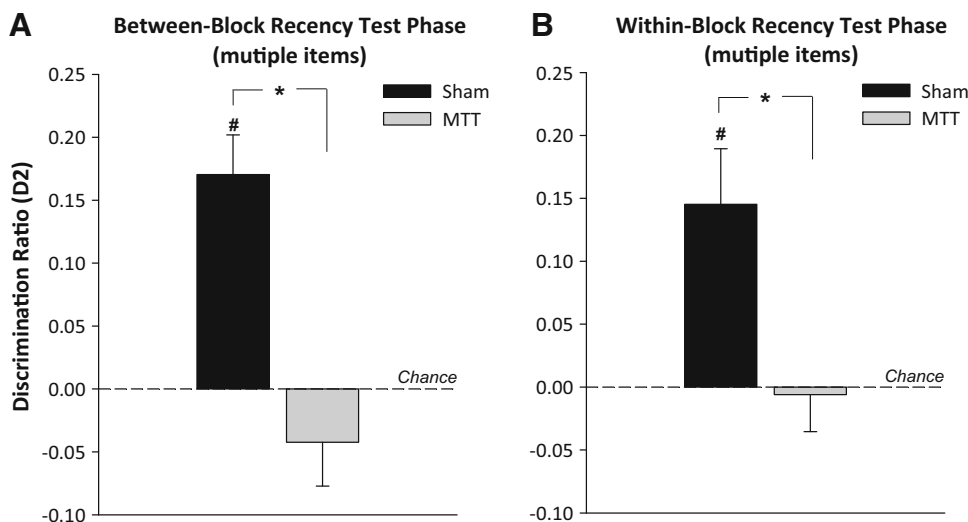 A
Between-Block Recency Test Phase
(mutiple items)
Discrimination Ratio (D2)
0.25
0.20
0.15
0.10
0.05
0.00
-0.05
-0.10
*
#
Sham
MTT
Chance
B
Within-Block Recency Test Phase
(mutiple items)
0.25
0.20
0.15
0.10
0.05
0.00
-0.05
-0.10
*
#
Sham
MTT
Chance